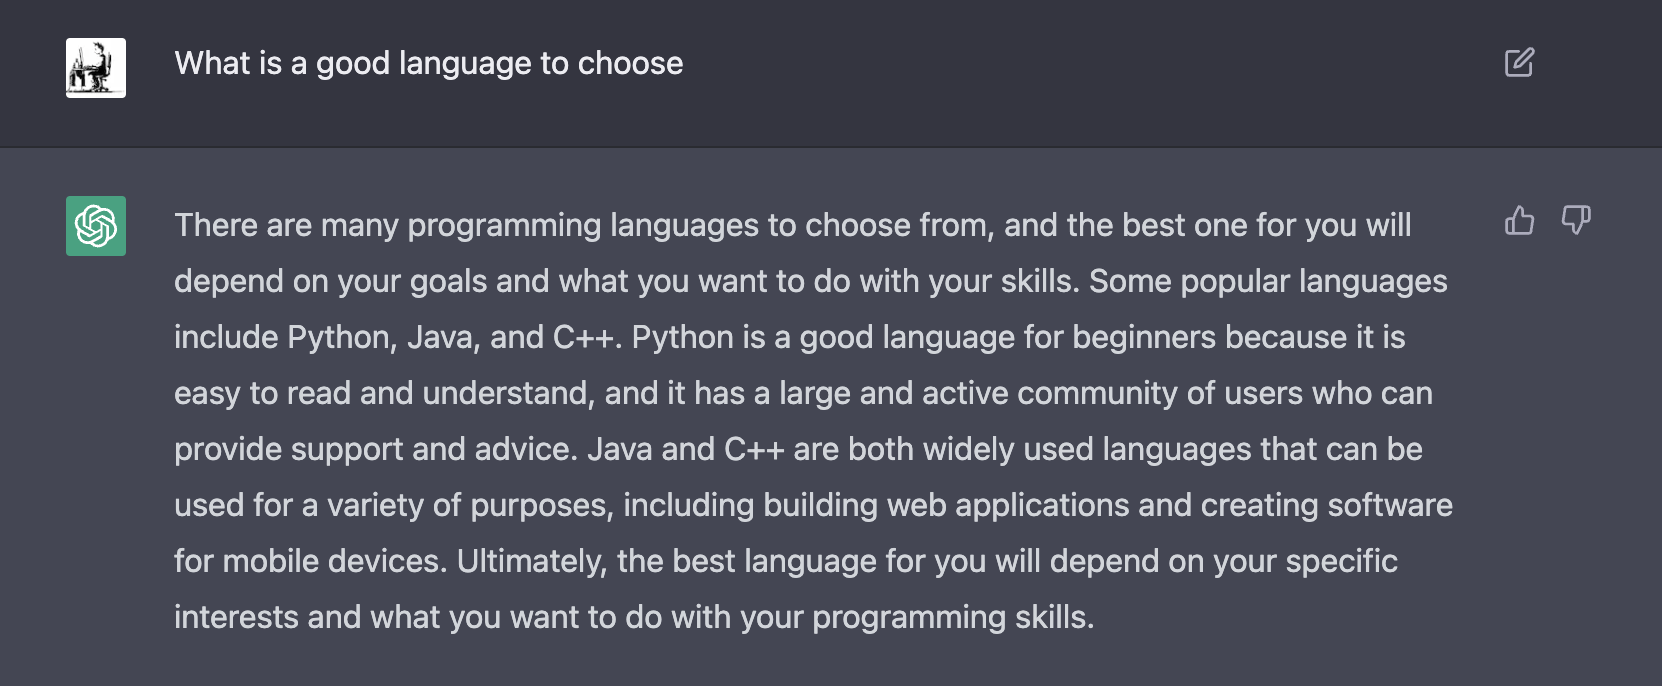 What is a good language to choose
There are many programming languages to choose from, and the best one for you will
depend on your goals and what you want to do with your skills. Some popular languages
include Python, Java, and C++. Python is a good language for beginners because it is
easy to read and understand, and it has a large and active community of users who can
provide support and advice. Java and C++ are both widely used languages that can be
used for a variety of purposes, including building web applications and creating software
for mobile devices. Ultimately, the best language for you will depend on your specific
interests and what you want to do with your programming skills.